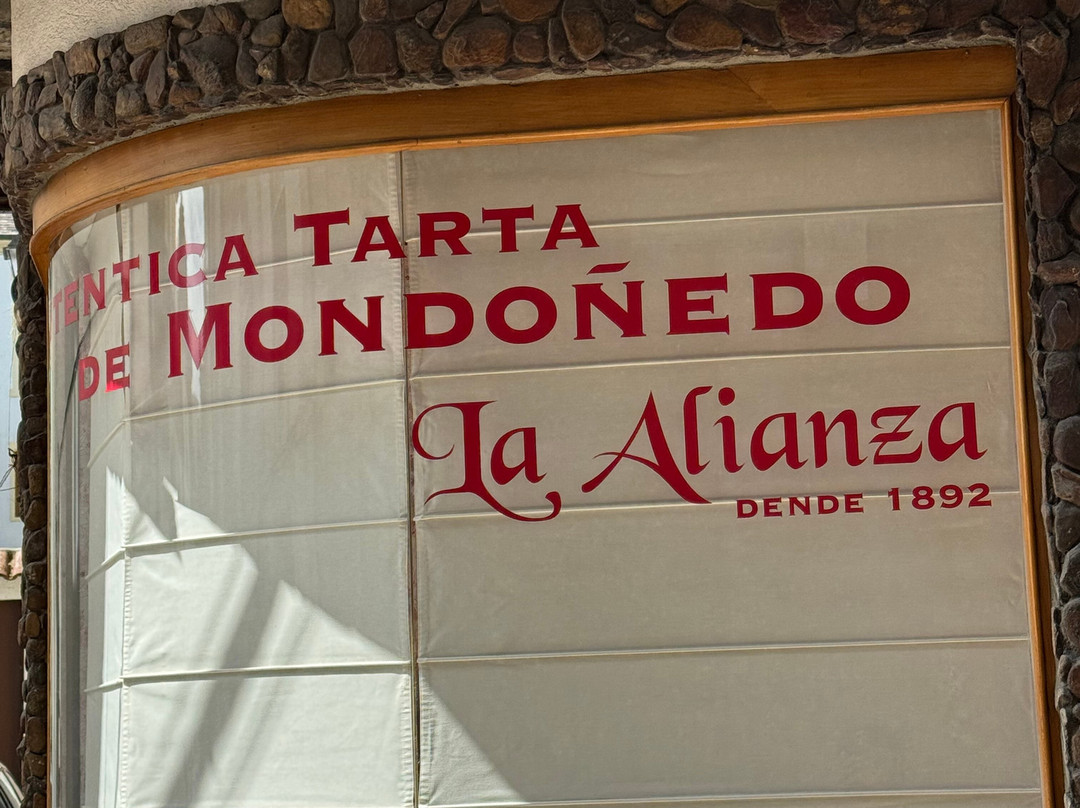 TENTICA TARTA
DE MONDOÑEDO
La Alianza
DENDE 1892